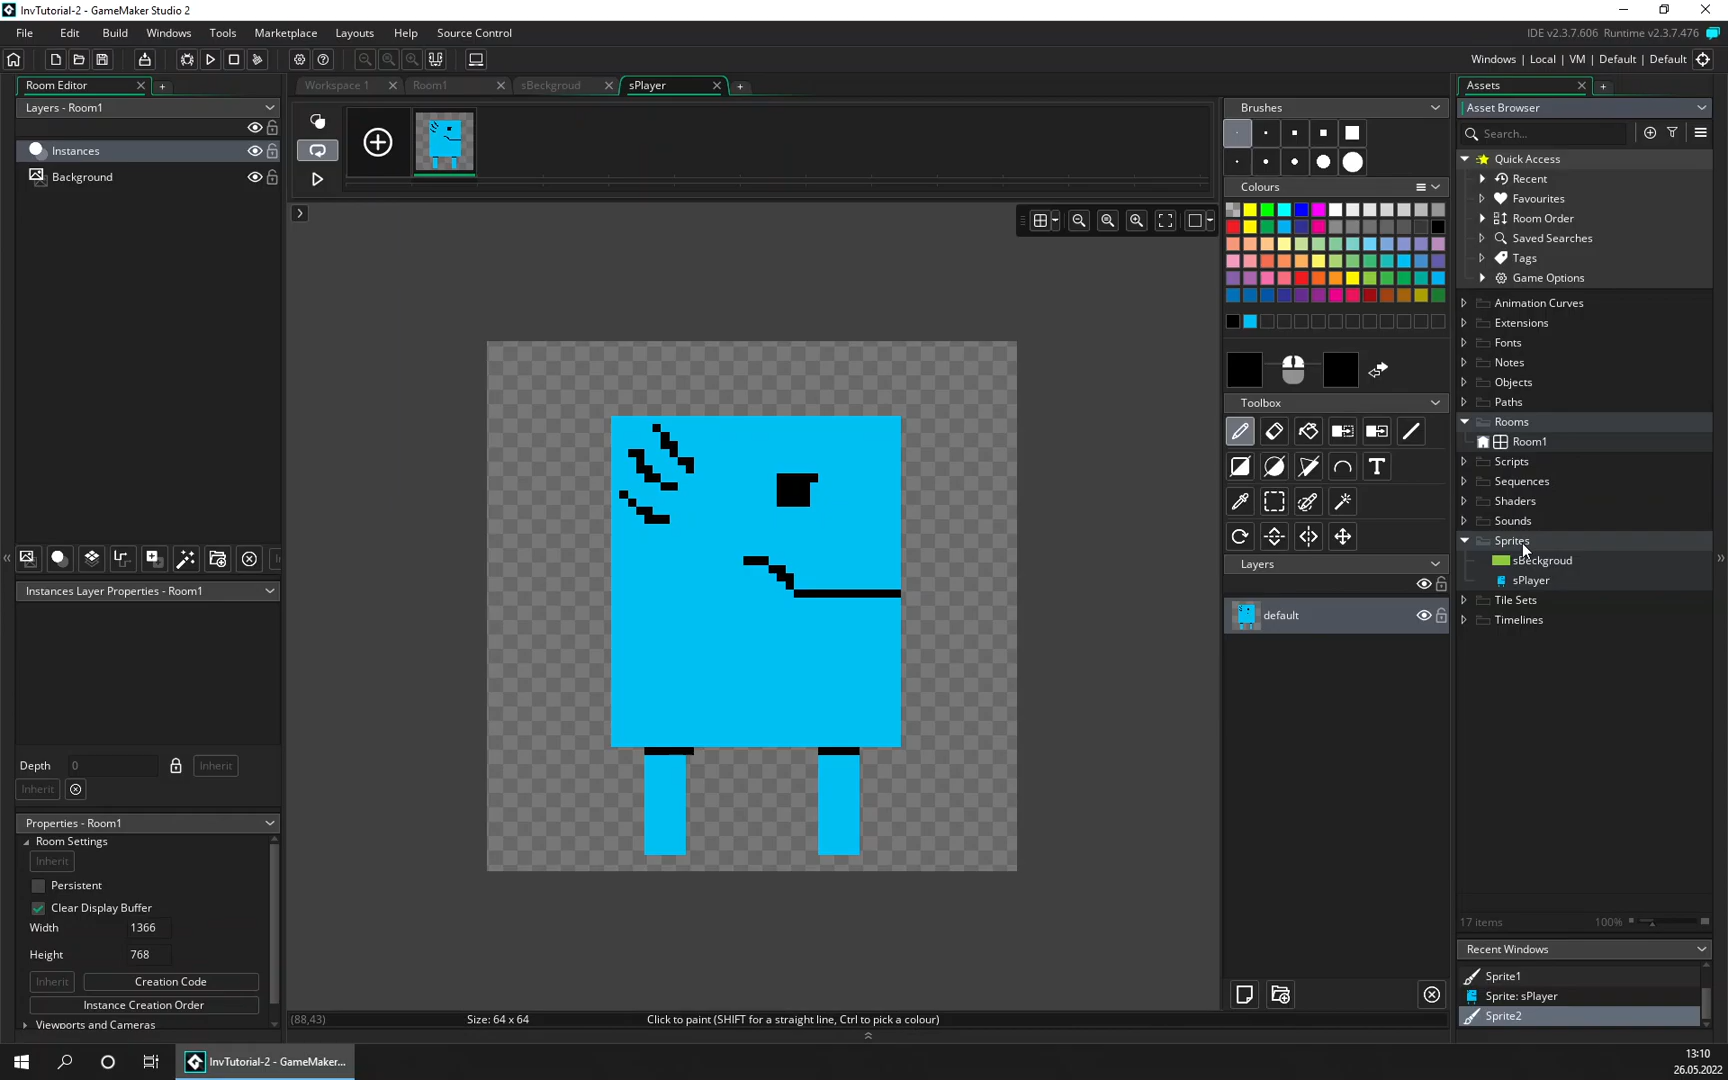 InvTutorial-2 - GameMaker Studio 2
File Edit Build Windows Tools Marketplace Layouts Help Source Control
IDE v2.3.7.606 Runtime v2.3.7.476
Windows | Local | VM | Default | Default
Room Editor
Workspace 1
Room1
sBeckgroud
sPlayer
Assets
Layers - Room1
Instances
Background
Instances Layer Properties - Room1
Depth 0 Inherit
Inherit
Properties - Room1
Room Settings
Inherit
Persistent
Clear Display Buffer
Width 1366
Height 768
Inherit Creation Code
Instance Creation Order
Viewports and Cameras
(88,43) Size: 64 x 64 Click to paint (SHIFT for a straight line, Ctrl to pick a colour)
Brushes
Colours
Toolbox
T
Layers
default
Asset Browser
Search...
Quick Access
Recent
Favourites
Room Order
Saved Searches
Tags
Game Options
Animation Curves
Extensions
Fonts
Notes
Objects
Paths
Rooms
Room1
Scripts
Sequences
Shaders
Sounds
Sprites
sBeckgroud
sPlayer
Tile Sets
Timelines
17 items 100%
Recent Windows
Sprite1
Sprite: sPlayer
Sprite2
InvTutorial-2 - GameMaker...
13:10
26.05.2022